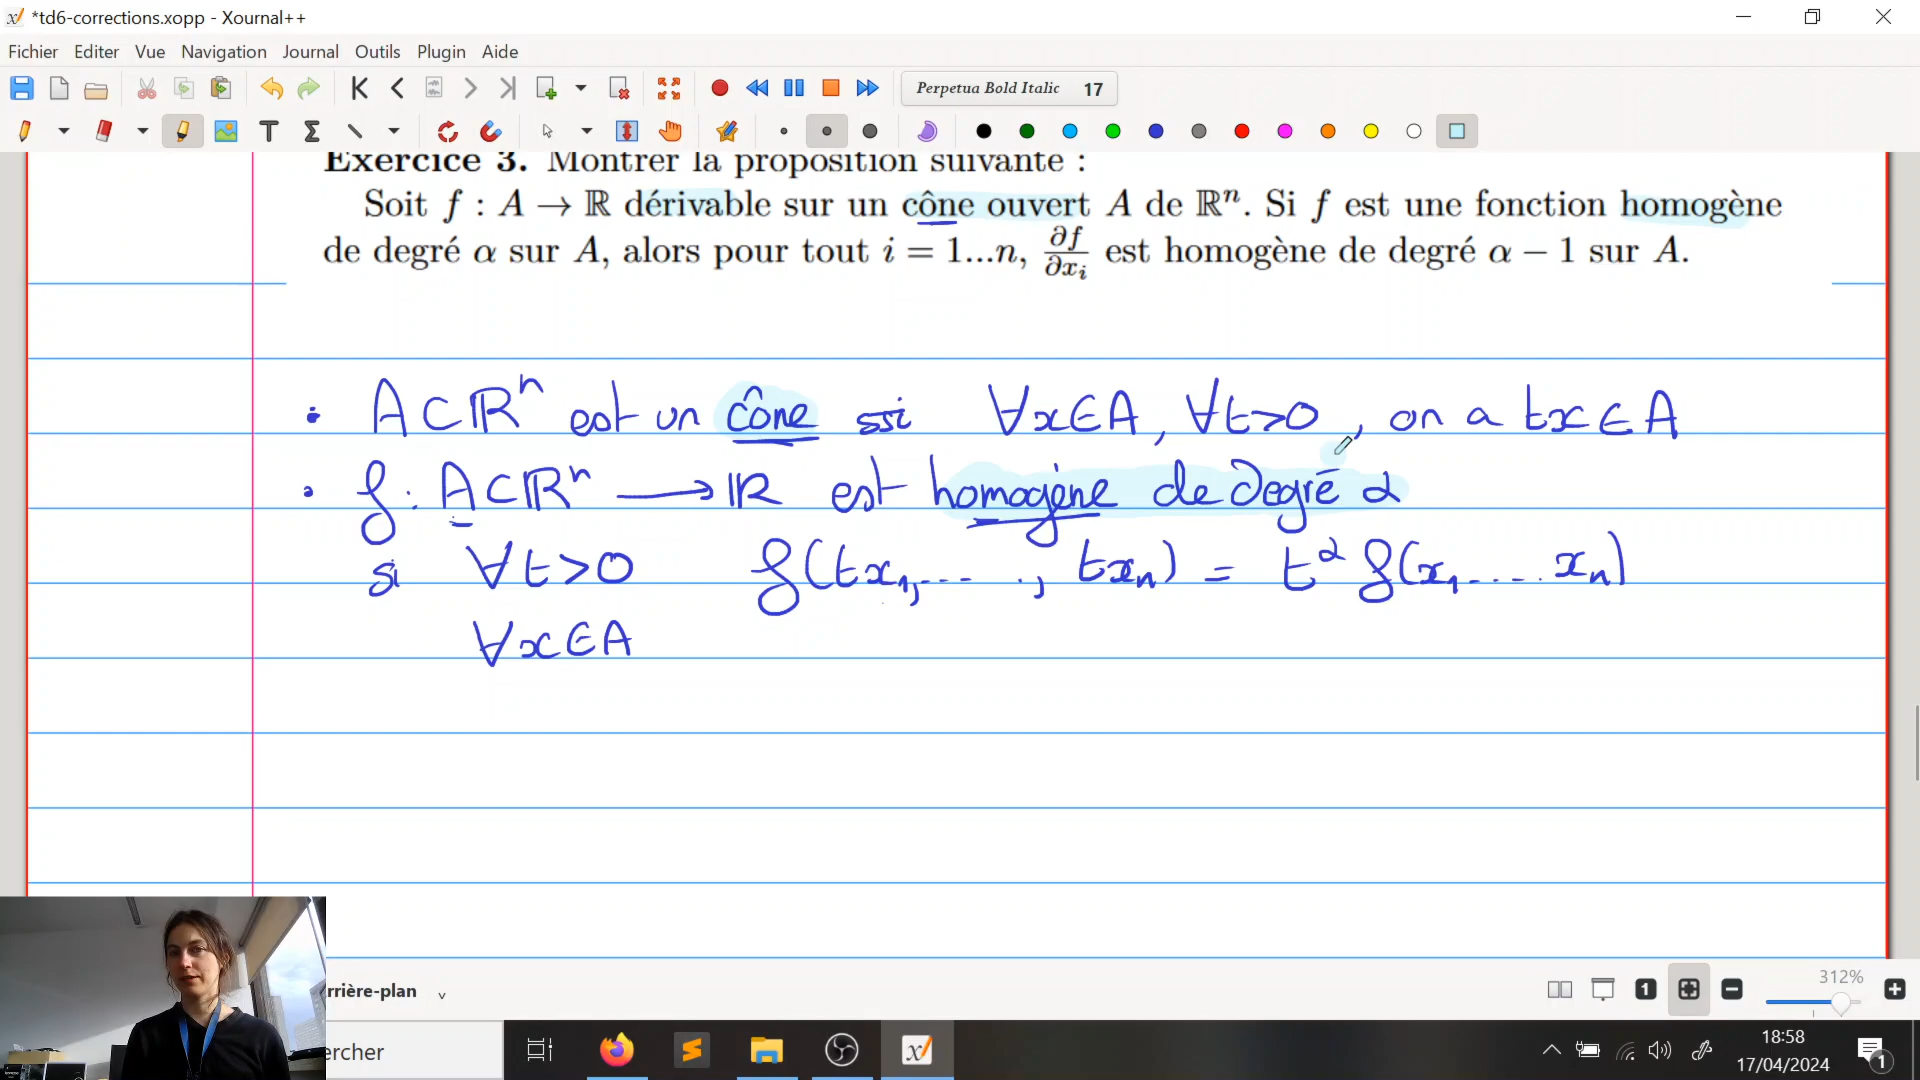 *td6-corrections.xopp - Xournal++
Fichier Editer Vue Navigation Journal Outils Plugin Aide
Perpetua Bold Italic 17
Exercice 3. Montrer la proposition suivante :
Soit f : A → ℝ dérivable sur un cône ouvert A de ℝⁿ. Si f est une fonction homogène
de degré α sur A, alors pour tout i = 1...n, ∂f/∂xᵢ est homogène de degré α − 1 sur A.
• A⊂ℝⁿ est un cône ssi ∀x∈A, ∀t>0, on a tx∈A
• f : A⊂ℝⁿ → ℝ est homogène de degré α
si ∀t>0 f(tx₁,....., txₙ) = t^α f(x₁.... xₙ)
∀x∈A
rrière-plan
1
312%
ercher
18:58
17/04/2024
1